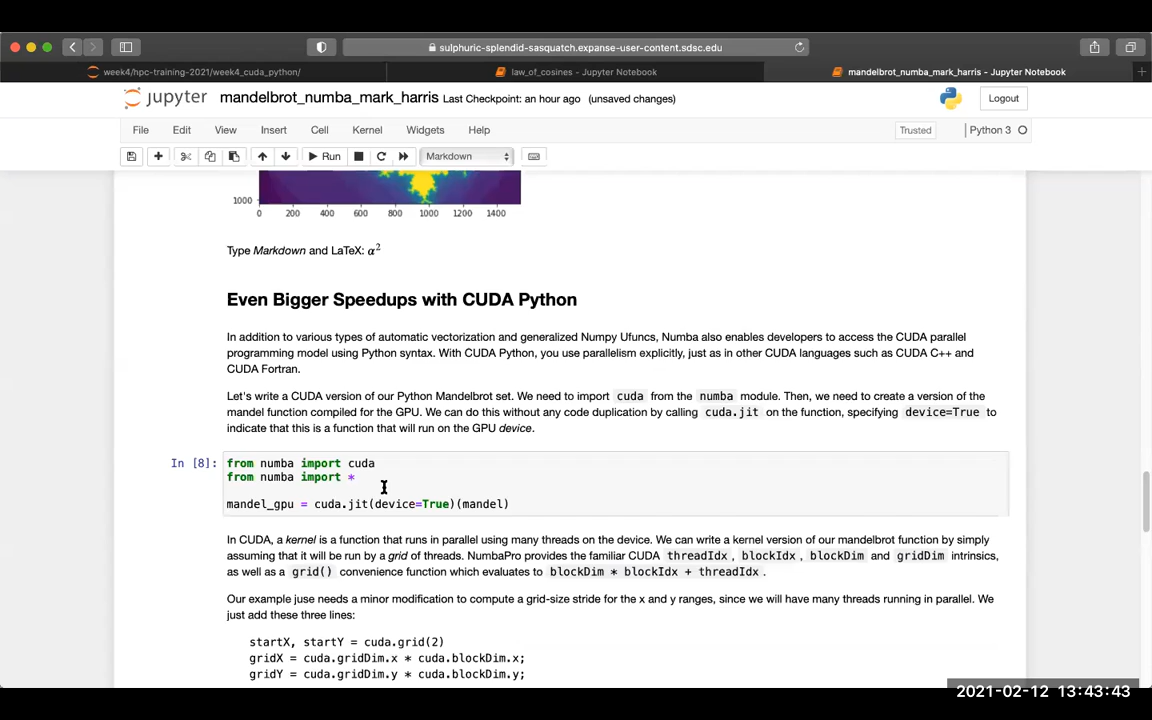 sulphuric-splendid-sasquatch.expanse-user-content.sdsc.edu
week4/hpc-training-2021/week4_cuda_python/
law_of_cosines - Jupyter Notebook
mandelbrot_numba_mark_harris - Jupyter Notebook
jupyter mandelbrot_numba_mark_harris Last Checkpoint: an hour ago (unsaved changes)
Logout
File Edit View Insert Cell Kernel Widgets Help
Trusted Python 3
Run Markdown
1000
0 200 400 600 800 1000 1200 1400
Type Markdown and LaTeX: α²
Even Bigger Speedups with CUDA Python
In addition to various types of automatic vectorization and generalized Numpy Ufuncs, Numba also enables developers to access the CUDA parallel
programming model using Python syntax. With CUDA Python, you use parallelism explicitly, just as in other CUDA languages such as CUDA C++ and
CUDA Fortran.
Let's write a CUDA version of our Python Mandelbrot set. We need to import cuda from the numba module. Then, we need to create a version of the
mandel function compiled for the GPU. We can do this without any code duplication by calling cuda.jit on the function, specifying device=True to
indicate that this is a function that will run on the GPU device.
In [8]: from numba import cuda
from numba import *
mandel_gpu = cuda.jit(device=True)(mandel)
In CUDA, a kernel is a function that runs in parallel using many threads on the device. We can write a kernel version of our mandelbrot function by simply
assuming that it will be run by a grid of threads. NumbaPro provides the familiar CUDA threadIdx, blockIdx, blockDim and gridDim intrinsics,
as well as a grid() convenience function which evaluates to blockDim * blockIdx + threadIdx.
Our example juse needs a minor modification to compute a grid-size stride for the x and y ranges, since we will have many threads running in parallel. We
just add these three lines:
startX, startY = cuda.grid(2)
gridX = cuda.gridDim.x * cuda.blockDim.x;
gridY = cuda.gridDim.y * cuda.blockDim.y;
2021-02-12 13:43:43